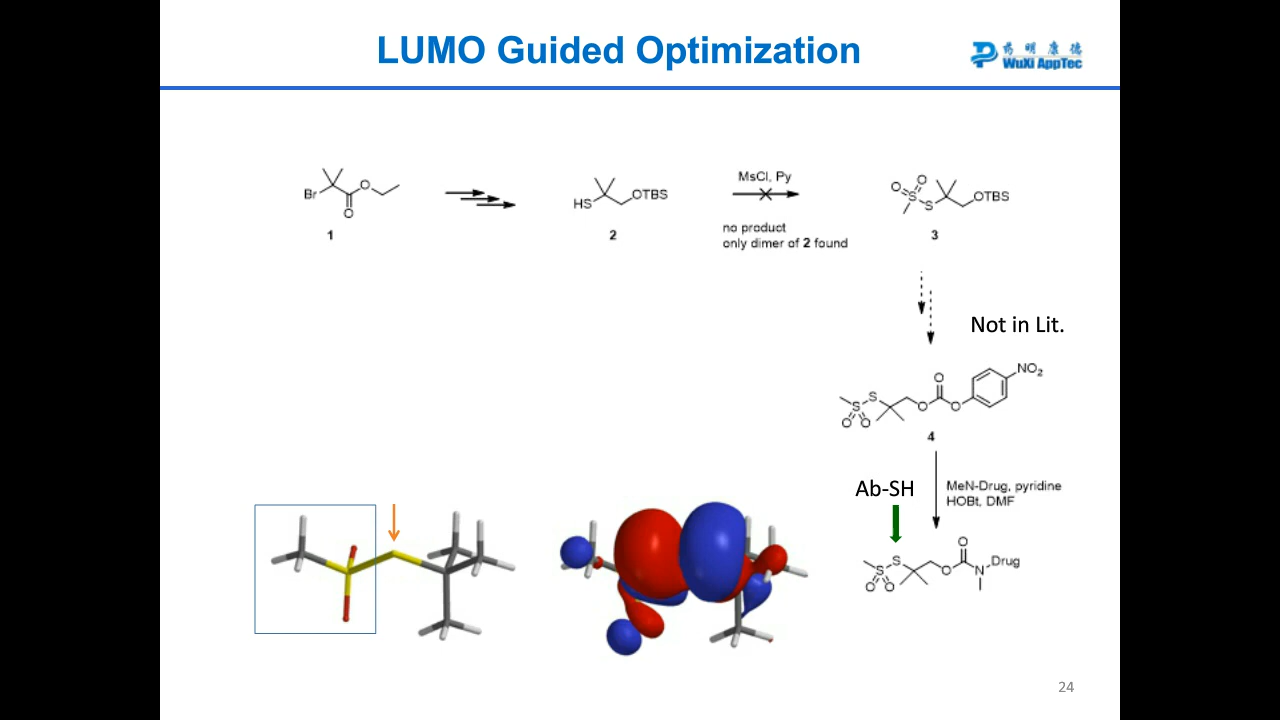 LUMO Guided Optimization
药明康德
WuXi AppTec
Br
O
O
1
HS
OTBS
2
MsCl, Py
no product
only dimer of 2 found
O
O
S
S
OTBS
3
Not in Lit.
NO2
O
S
S
O
O
O
O
4
Ab-SH
MeN-Drug, pyridine
HOBt, DMF
O
S
S
O
N
Drug
O
O
24